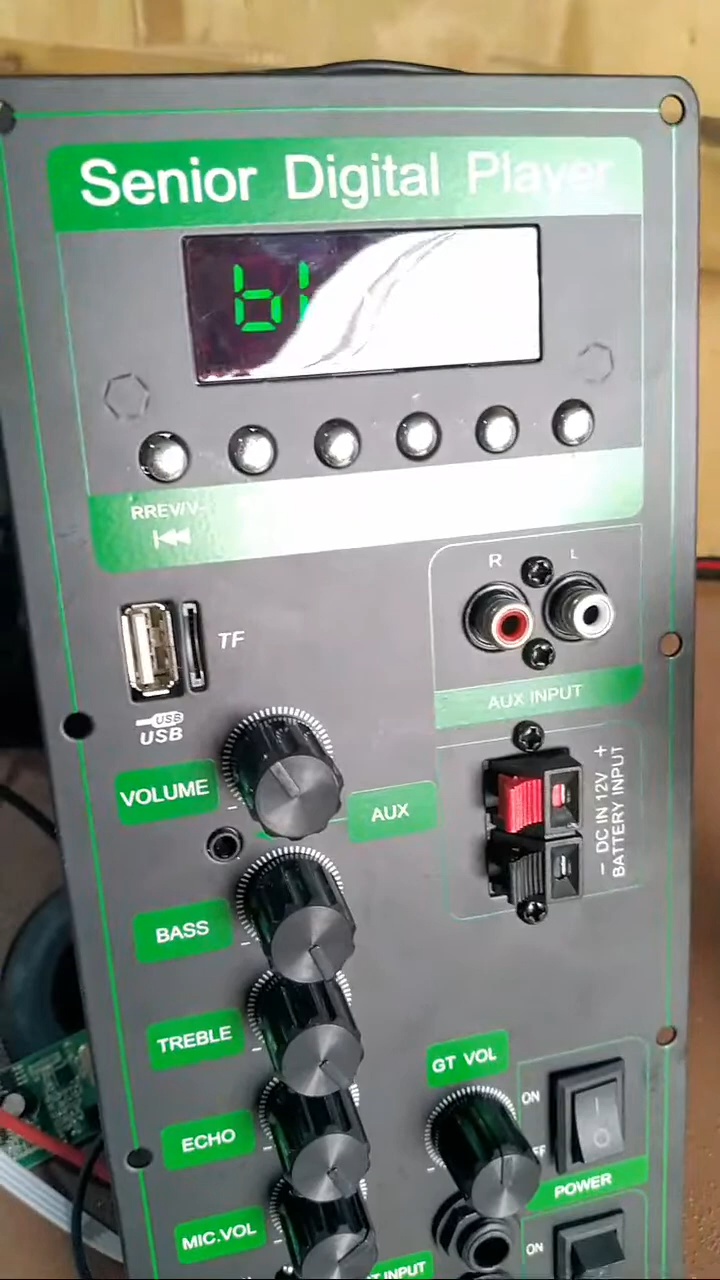 Senior Digital Player
RREV/V-
R L
TF
USB
USB
AUX INPUT
VOLUME
AUX
+
DC IN 12V
BATTERY INPUT
-
BASS
TREBLE
GT VOL
ON
ECHO
POWER
MIC.VOL
ON
INPUT